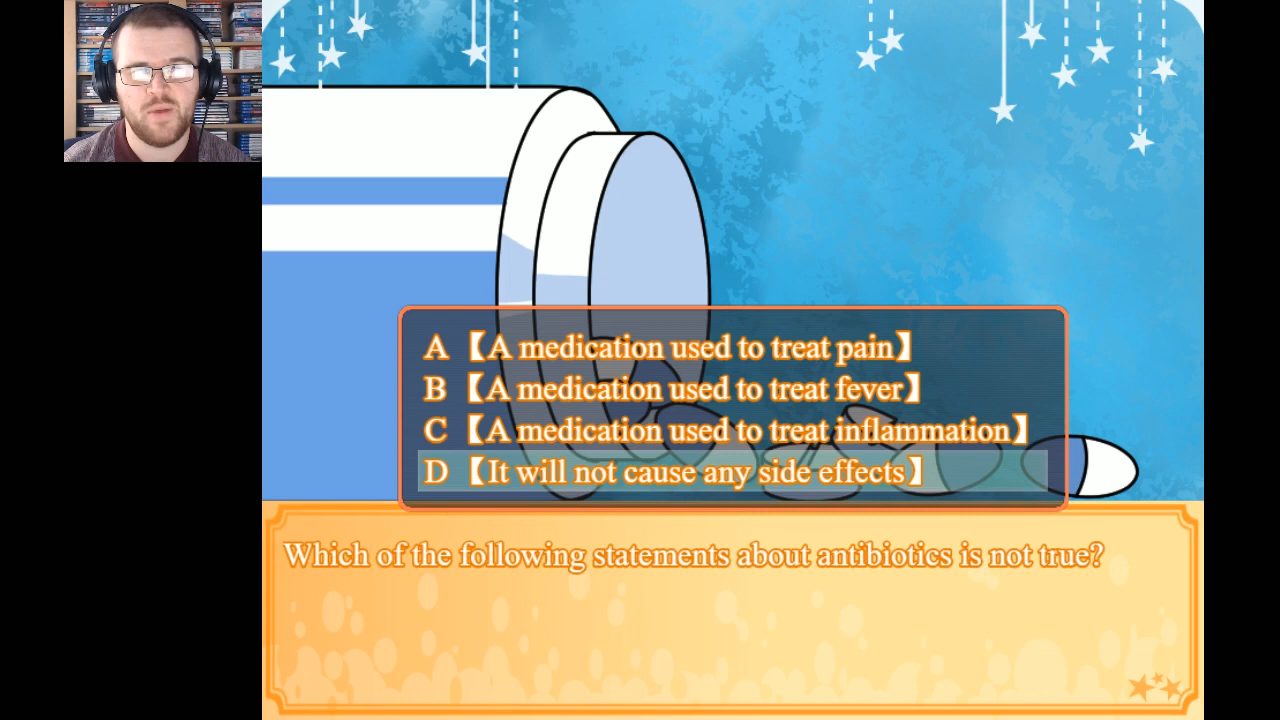 A 【A medication used to treat pain】
B 【A medication used to treat fever】
C 【A medication used to treat inflammation】
D 【It will not cause any side effects】
Which of the following statements about antibiotics is not true?